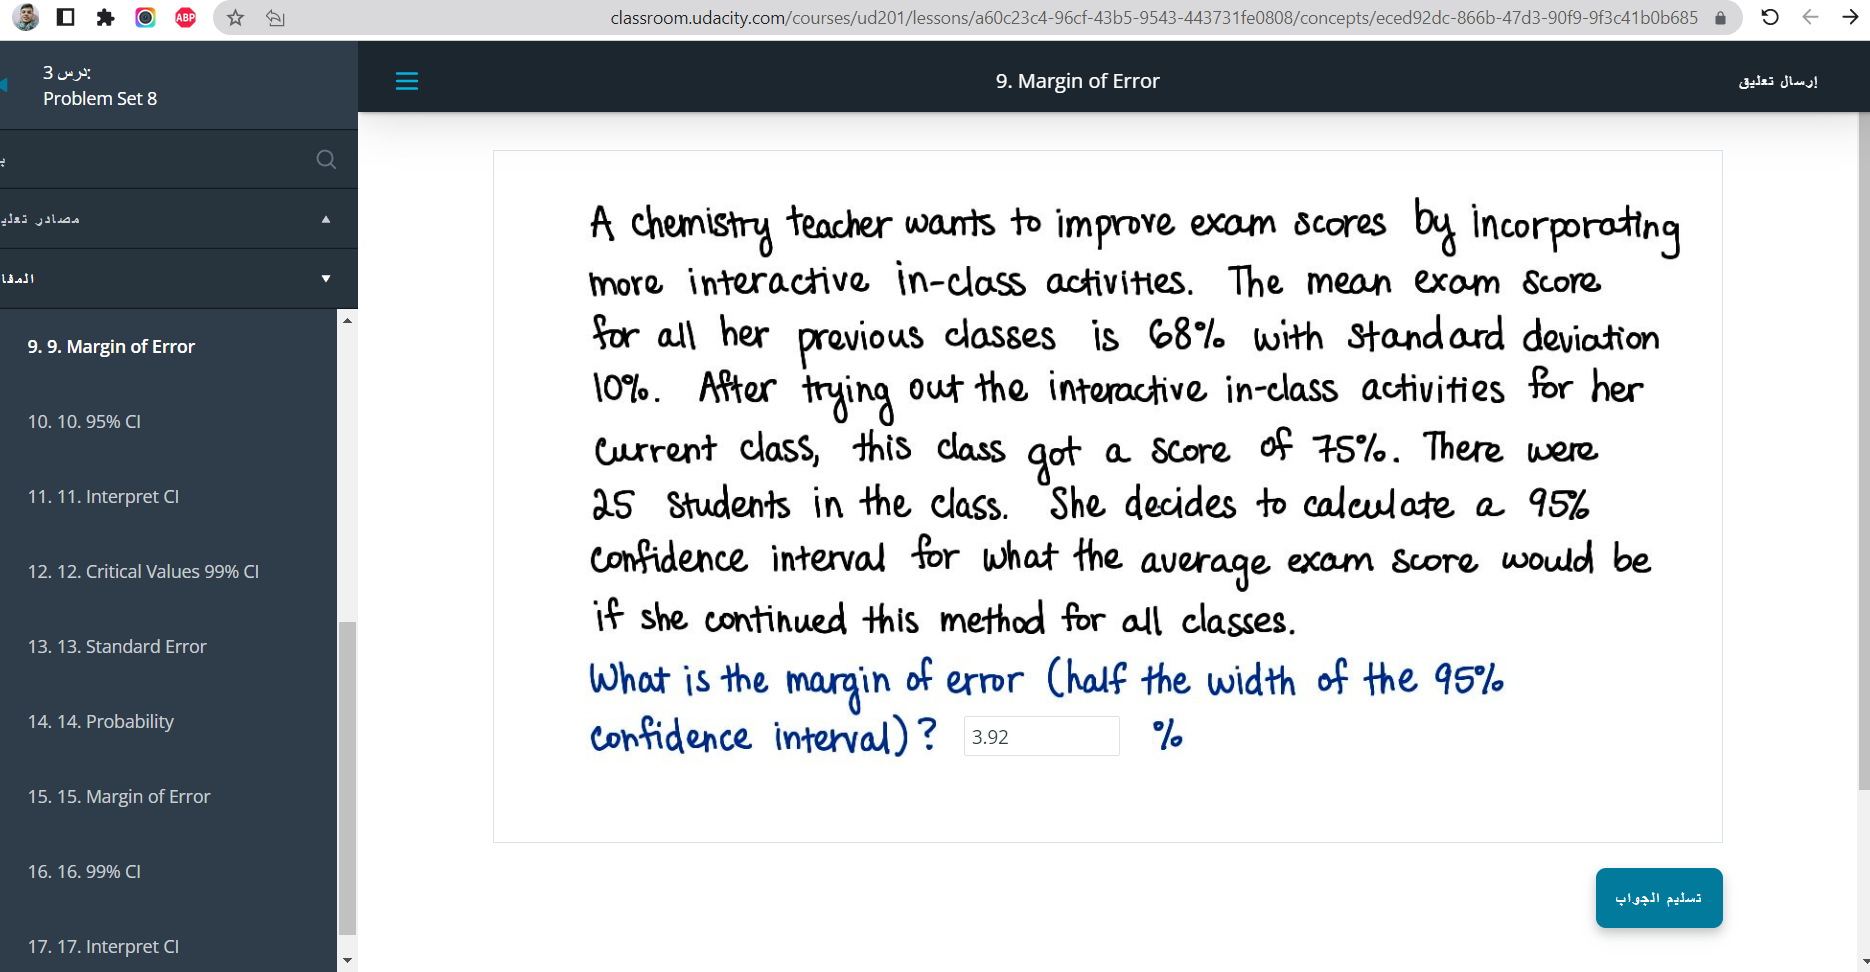 ABP
classroom.udacity.com/courses/ud201/lessons/a60c23c4-96cf-43b5-9543-443731fe0808/concepts/eced92dc-866b-47d3-90f9-9f3c41b0b685
درس 3:
Problem Set 8
9. Margin of Error
إرسال تعليق
مصادر تعلي
المفا
9. 9. Margin of Error
10. 10. 95% CI
11. 11. Interpret CI
12. 12. Critical Values 99% CI
13. 13. Standard Error
14. 14. Probability
15. 15. Margin of Error
16. 16. 99% CI
17. 17. Interpret CI
A chemistry teacher wants to improve exam scores by incorporating
more interactive in-class activities. The mean exam score
for all her previous classes is 68% with standard deviation
10%. After trying out the interactive in-class activities for her
current class, this class got a score of 75%. There were
25 students in the class. She decides to calculate a 95%
confidence interval for what the average exam score would be
if she continued this method for all classes.
What is the margin of error (half the width of the 95%
confidence interval)? 3.92 %
تسليم الجواب